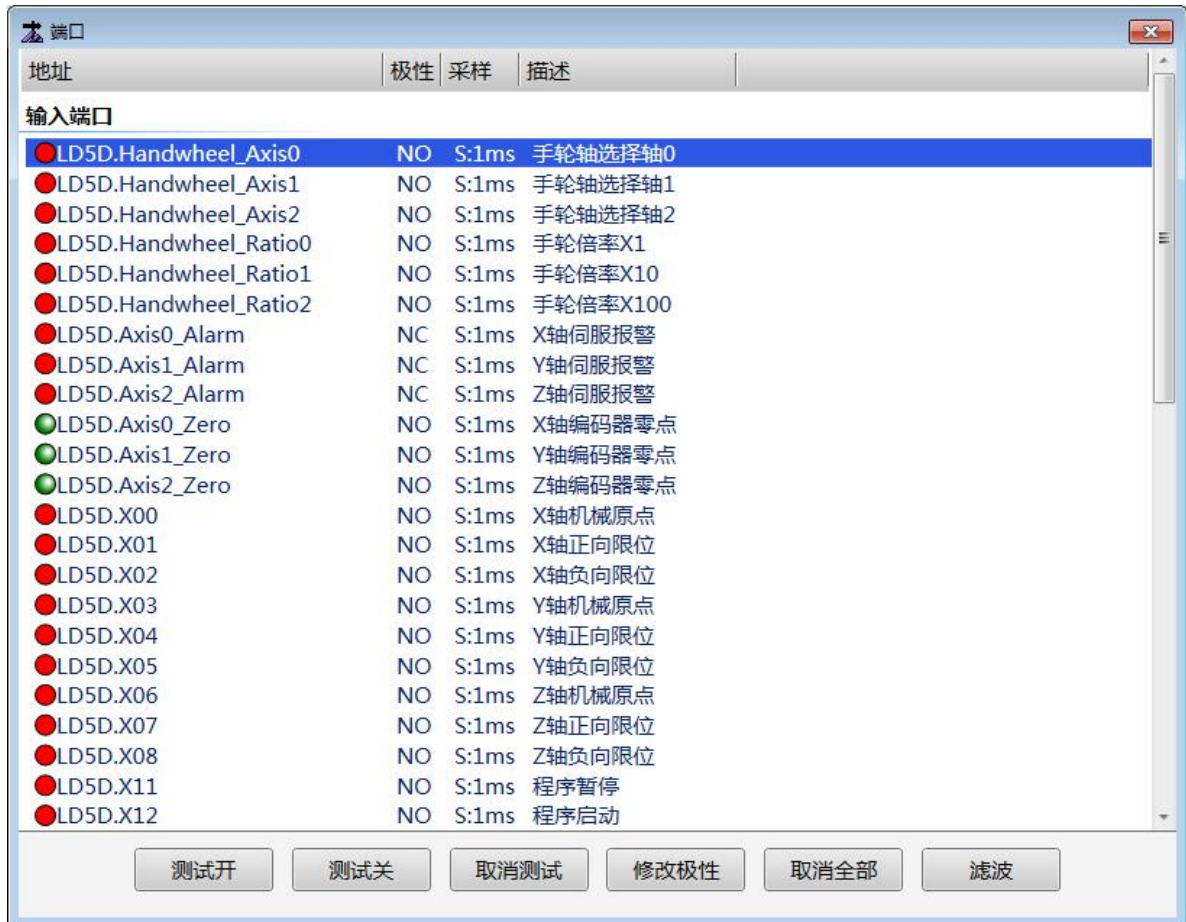 端口
地址 极性 采样 描述
输入端口
LD5D.Handwheel_Axis0 NO S:1ms 手轮轴选择轴0
LD5D.Handwheel_Axis1 NO S:1ms 手轮轴选择轴1
LD5D.Handwheel_Axis2 NO S:1ms 手轮轴选择轴2
LD5D.Handwheel_Ratio0 NO S:1ms 手轮倍率X1
LD5D.Handwheel_Ratio1 NO S:1ms 手轮倍率X10
LD5D.Handwheel_Ratio2 NO S:1ms 手轮倍率X100
LD5D.Axis0_Alarm NC S:1ms X轴伺服报警
LD5D.Axis1_Alarm NC S:1ms Y轴伺服报警
LD5D.Axis2_Alarm NC S:1ms Z轴伺服报警
LD5D.Axis0_Zero NO S:1ms X轴编码器零点
LD5D.Axis1_Zero NO S:1ms Y轴编码器零点
LD5D.Axis2_Zero NO S:1ms Z轴编码器零点
LD5D.X00 NO S:1ms X轴机械原点
LD5D.X01 NO S:1ms X轴正向限位
LD5D.X02 NO S:1ms X轴负向限位
LD5D.X03 NO S:1ms Y轴机械原点
LD5D.X04 NO S:1ms Y轴正向限位
LD5D.X05 NO S:1ms Y轴负向限位
LD5D.X06 NO S:1ms Z轴机械原点
LD5D.X07 NO S:1ms Z轴正向限位
LD5D.X08 NO S:1ms Z轴负向限位
LD5D.X11 NO S:1ms 程序暂停
LD5D.X12 NO S:1ms 程序启动
测试开 测试关 取消测试 修改极性 取消全部 滤波